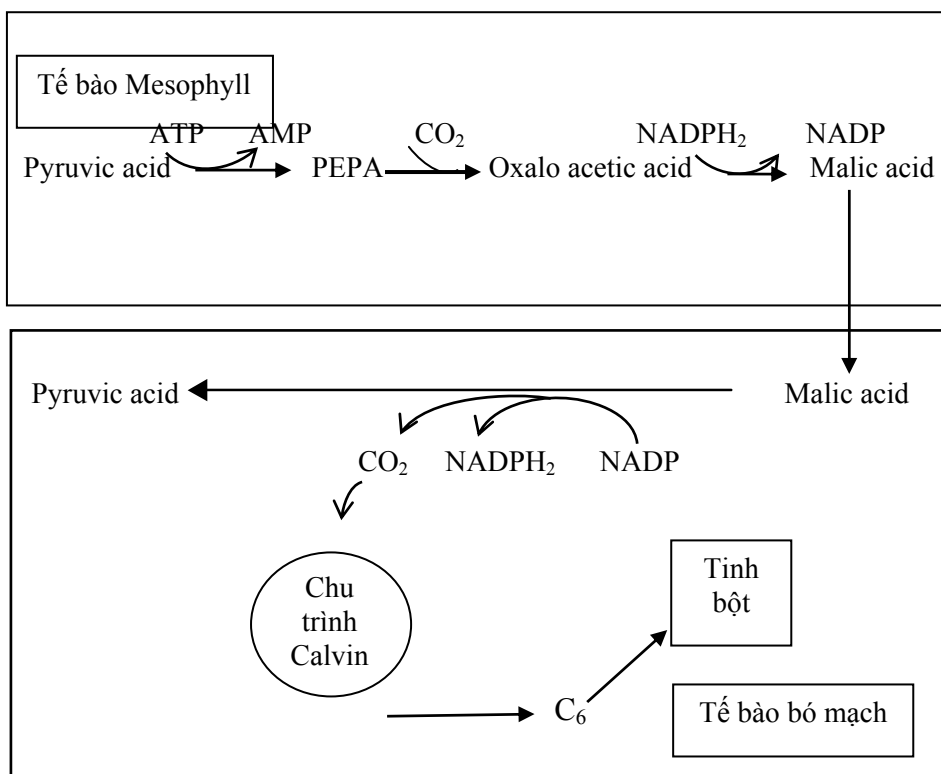 Tế bào Mesophyll
ATP AMP CO₂ NADPH₂ NADP
Pyruvic acid PEPA Oxalo acetic acid Malic acid
Pyruvic acid Malic acid
CO₂ NADPH₂ NADP
Chu
trình
Calvin
Tinh
bột
C₆
Tế bào bó mạch